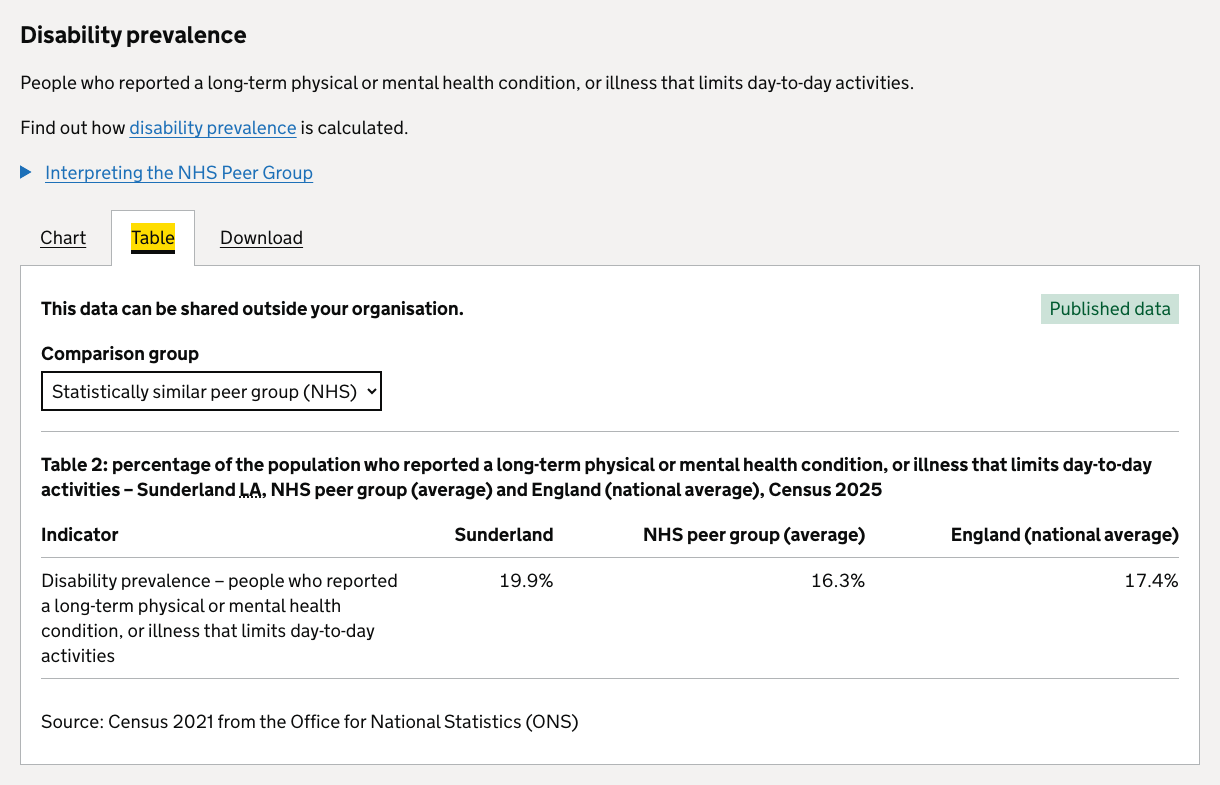 Disability prevalence
People who reported a long-term physical or mental health condition, or illness that limits day-to-day activities.
Find out how disability prevalence is calculated.
Interpreting the NHS Peer Group
Chart Table Download
This data can be shared outside your organisation. Published data
Comparison group
Statistically similar peer group (NHS)
Table 2: percentage of the population who reported a long-term physical or mental health condition, or illness that limits day-to-day
activities – Sunderland LA, NHS peer group (average) and England (national average), Census 2025
Indicator Sunderland NHS peer group (average) England (national average)
Disability prevalence – people who reported 19.9% 16.3% 17.4%
a long-term physical or mental health
condition, or illness that limits day-to-day
activities
Source: Census 2021 from the Office for National Statistics (ONS)